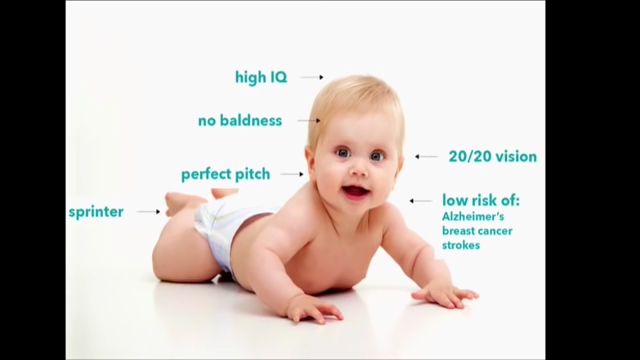 high IQ
no baldness
perfect pitch
sprinter
20/20 vision
low risk of:
Alzheimer's
breast cancer
strokes